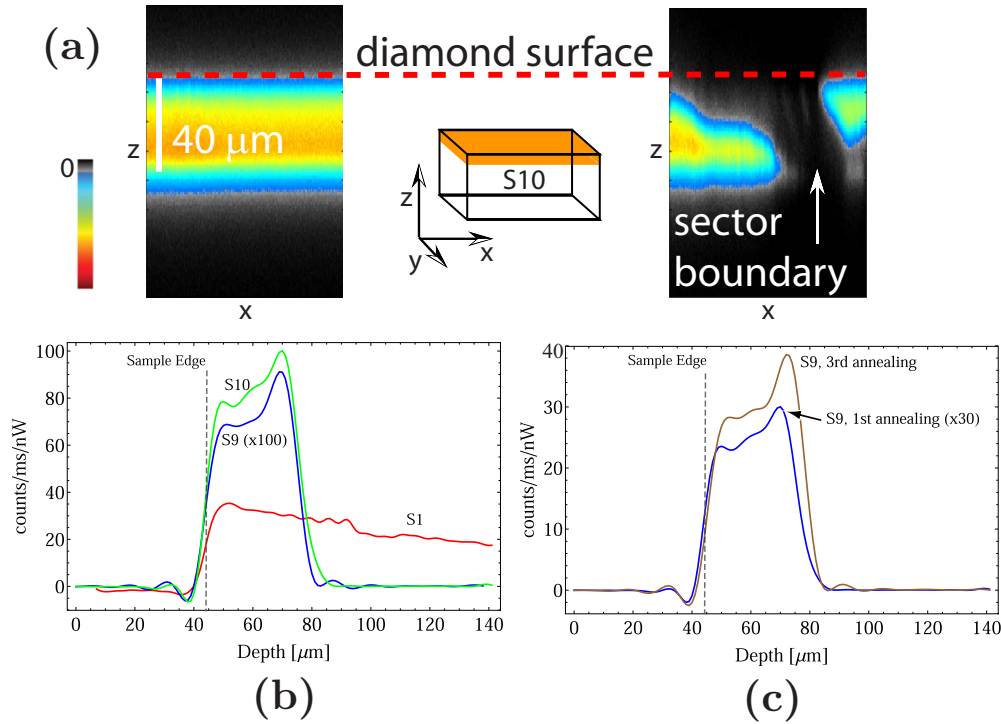 (a)
diamond surface
40 μm
z
x
0
S10
z
y
x
z
sector
boundary
x
counts/ms/nW
100
80
60
40
20
0
Sample Edge
S10
S9 (x100)
S1
0
20
40
60
80
100
120
140
Depth [μm]
(b)
counts/ms/nW
40
30
20
10
0
Sample Edge
S9, 3rd annealing
S9, 1st annealing (x30)
0
20
40
60
80
100
120
140
Depth [μm]
(c)